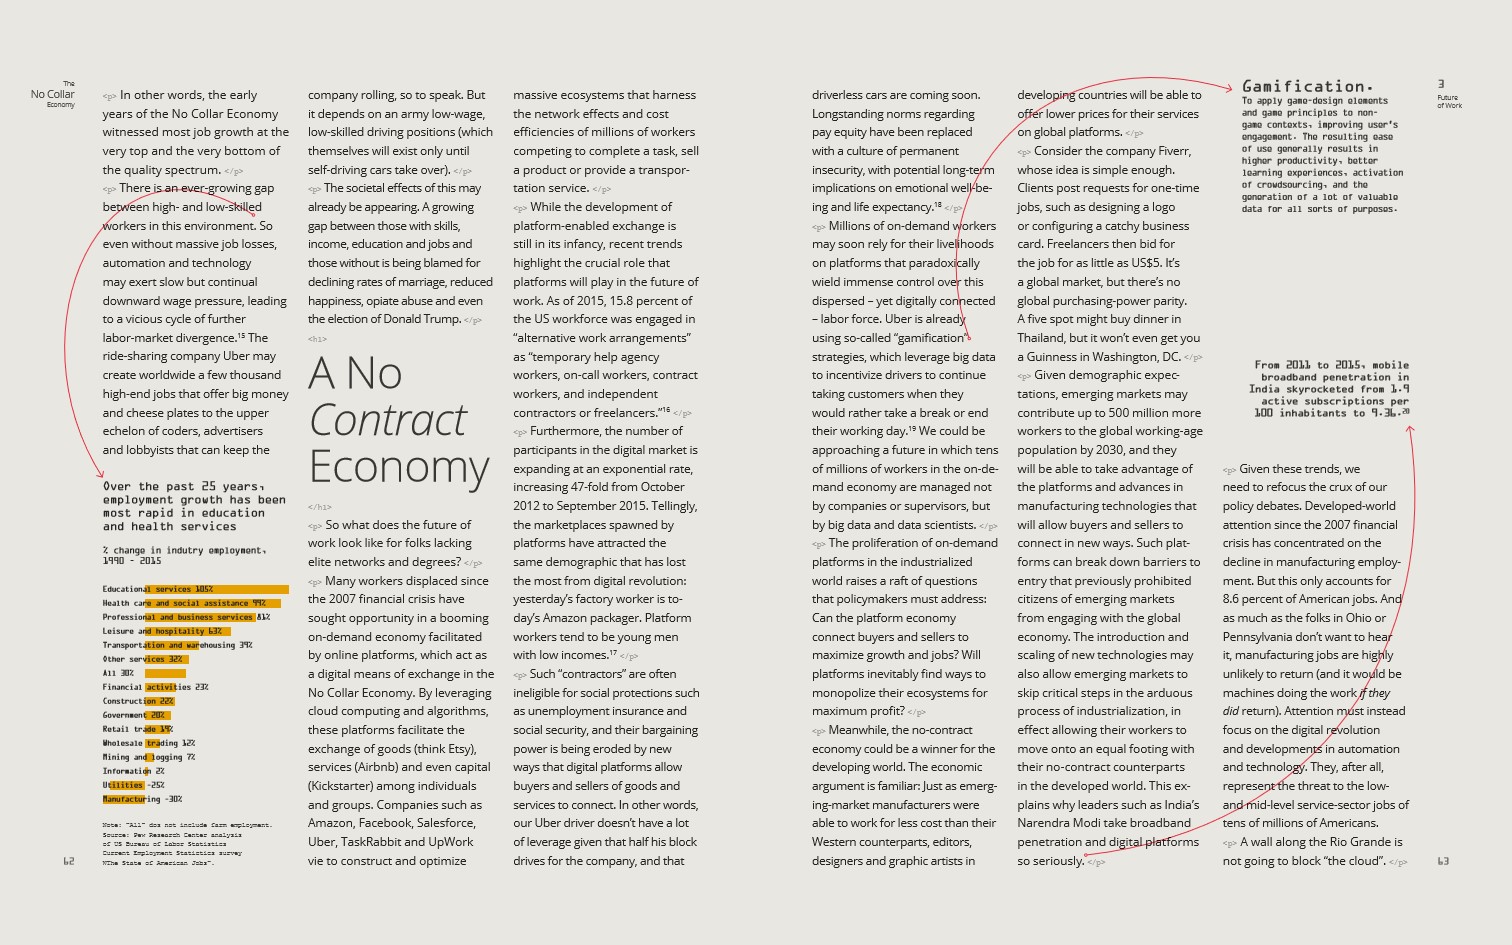 The
No Collar
Economy
<p> In other words, the early
years of the No Collar Economy
witnessed most job growth at the
very top and the very bottom of
the quality spectrum. </p>
<p> There is an ever-growing gap
between high- and low-skilled
workers in this environment. So
even without massive job losses,
automation and technology
may exert slow but continual
downward wage pressure, leading
to a vicious cycle of further
labor-market divergence.¹⁵ The
ride-sharing company Uber may
create worldwide a few thousand
high-end jobs that offer big money
and cheese plates to the upper
echelon of coders, advertisers
and lobbyists that can keep the
Over the past 25 years,
employment growth has been
most rapid in education
and health services
% change in indutry employment,
1990 - 2015
Educational services 105%
Health care and social assistance 99%
Professional and business services 81%
Leisure and hospitality 63%
Transportation and warehousing 39%
Other services 32%
All 30%
Financial activities 23%
Construction 22%
Government 20%
Retail trade 19%
Wholesale trading 12%
Mining and logging 7%
Information 2%
Utilities -25%
Manufacturing -30%
Note: "All" dos not include farm employment.
Source: Pew Research Center analysis
of US Bureau of Labor Statistics
Current Employment Statistics survey
NThe State of American Jobs".
62
company rolling, so to speak. But
it depends on an army low-wage,
low-skilled driving positions (which
themselves will exist only until
self-driving cars take over). </p>
<p> The societal effects of this may
already be appearing. A growing
gap between those with skills,
income, education and jobs and
those without is being blamed for
declining rates of marriage, reduced
happiness, opiate abuse and even
the election of Donald Trump. </p>
<h1>
A No
Contract
Economy
</h1>
<p> So what does the future of
work look like for folks lacking
elite networks and degrees? </p>
<p> Many workers displaced since
the 2007 financial crisis have
sought opportunity in a booming
on-demand economy facilitated
by online platforms, which act as
a digital means of exchange in the
No Collar Economy. By leveraging
cloud computing and algorithms,
these platforms facilitate the
exchange of goods (think Etsy),
services (Airbnb) and even capital
(Kickstarter) among individuals
and groups. Companies such as
Amazon, Facebook, Salesforce,
Uber, TaskRabbit and UpWork
vie to construct and optimize
massive ecosystems that harness
the network effects and cost
efficiencies of millions of workers
competing to complete a task, sell
a product or provide a transpor-
tation service. </p>
<p> While the development of
platform-enabled exchange is
still in its infancy, recent trends
highlight the crucial role that
platforms will play in the future of
work. As of 2015, 15.8 percent of
the US workforce was engaged in
“alternative work arrangements”
as “temporary help agency
workers, on-call workers, contract
workers, and independent
contractors or freelancers.”¹⁶ </p>
<p> Furthermore, the number of
participants in the digital market is
expanding at an exponential rate,
increasing 47-fold from October
2012 to September 2015. Tellingly,
the marketplaces spawned by
platforms have attracted the
same demographic that has lost
the most from digital revolution:
yesterday’s factory worker is to-
day’s Amazon packager. Platform
workers tend to be young men
with low incomes.¹⁷ </p>
<p> Such “contractors” are often
ineligible for social protections such
as unemployment insurance and
social security, and their bargaining
power is being eroded by new
ways that digital platforms allow
buyers and sellers of goods and
services to connect. In other words,
our Uber driver doesn’t have a lot
of leverage given that half his block
drives for the company, and that
driverless cars are coming soon.
Longstanding norms regarding
pay equity have been replaced
with a culture of permanent
insecurity, with potential long-term
implications on emotional well-be-
ing and life expectancy.¹⁸ </p>
<p> Millions of on-demand workers
may soon rely for their livelihoods
on platforms that paradoxically
wield immense control over this
dispersed – yet digitally connected
– labor force. Uber is already
using so-called “gamification”
strategies, which leverage big data
to incentivize drivers to continue
taking customers when they
would rather take a break or end
their working day.¹⁹ We could be
approaching a future in which tens
of millions of workers in the on-de-
mand economy are managed not
by companies or supervisors, but
by big data and data scientists. </p>
<p> The proliferation of on-demand
platforms in the industrialized
world raises a raft of questions
that policymakers must address:
Can the platform economy
connect buyers and sellers to
maximize growth and jobs? Will
platforms inevitably find ways to
monopolize their ecosystems for
maximum profit? </p>
<p> Meanwhile, the no-contract
economy could be a winner for the
developing world. The economic
argument is familiar: Just as emerg-
ing-market manufacturers were
able to work for less cost than their
Western counterparts, editors,
designers and graphic artists in
developing countries will be able to
offer lower prices for their services
on global platforms. </p>
<p> Consider the company Fiverr,
whose idea is simple enough.
Clients post requests for one-time
jobs, such as designing a logo
or configuring a catchy business
card. Freelancers then bid for
the job for as little as US$5. It’s
a global market, but there’s no
global purchasing-power parity.
A five spot might buy dinner in
Thailand, but it won’t even get you
a Guinness in Washington, DC. </p>
<p> Given demographic expec-
tations, emerging markets may
contribute up to 500 million more
workers to the global working-age
population by 2030, and they
will be able to take advantage of
the platforms and advances in
manufacturing technologies that
will allow buyers and sellers to
connect in new ways. Such plat-
forms can break down barriers to
entry that previously prohibited
citizens of emerging markets
from engaging with the global
economy. The introduction and
scaling of new technologies may
also allow emerging markets to
skip critical steps in the arduous
process of industrialization, in
effect allowing their workers to
move onto an equal footing with
their no-contract counterparts
in the developed world. This ex-
plains why leaders such as India’s
Narendra Modi take broadband
penetration and digital platforms
so seriously. </p>
Gamification.
To apply game-design elements
and game principles to non-
game contexts, improving user's
engagement. The resulting ease
of use generally results in
higher productivity, better
learning experiences, activation
of crowdsourcing, and the
generation of a lot of valuable
data for all sorts of purposes.
3
Future
of Work
From 2011 to 2015, mobile
broadband penetration in
India skyrocketed from 1.9
active subscriptions per
100 inhabitants to 9.36.²⁰
<p> Given these trends, we
need to refocus the crux of our
policy debates. Developed-world
attention since the 2007 financial
crisis has concentrated on the
decline in manufacturing employ-
ment. But this only accounts for
8.6 percent of American jobs. And
as much as the folks in Ohio or
Pennsylvania don’t want to hear
it, manufacturing jobs are highly
unlikely to return (and it would be
machines doing the work if they
did return). Attention must instead
focus on the digital revolution
and developments in automation
and technology. They, after all,
represent the threat to the low-
and mid-level service-sector jobs of
tens of millions of Americans.
<p> A wall along the Rio Grande is
not going to block “the cloud”. </p>
63